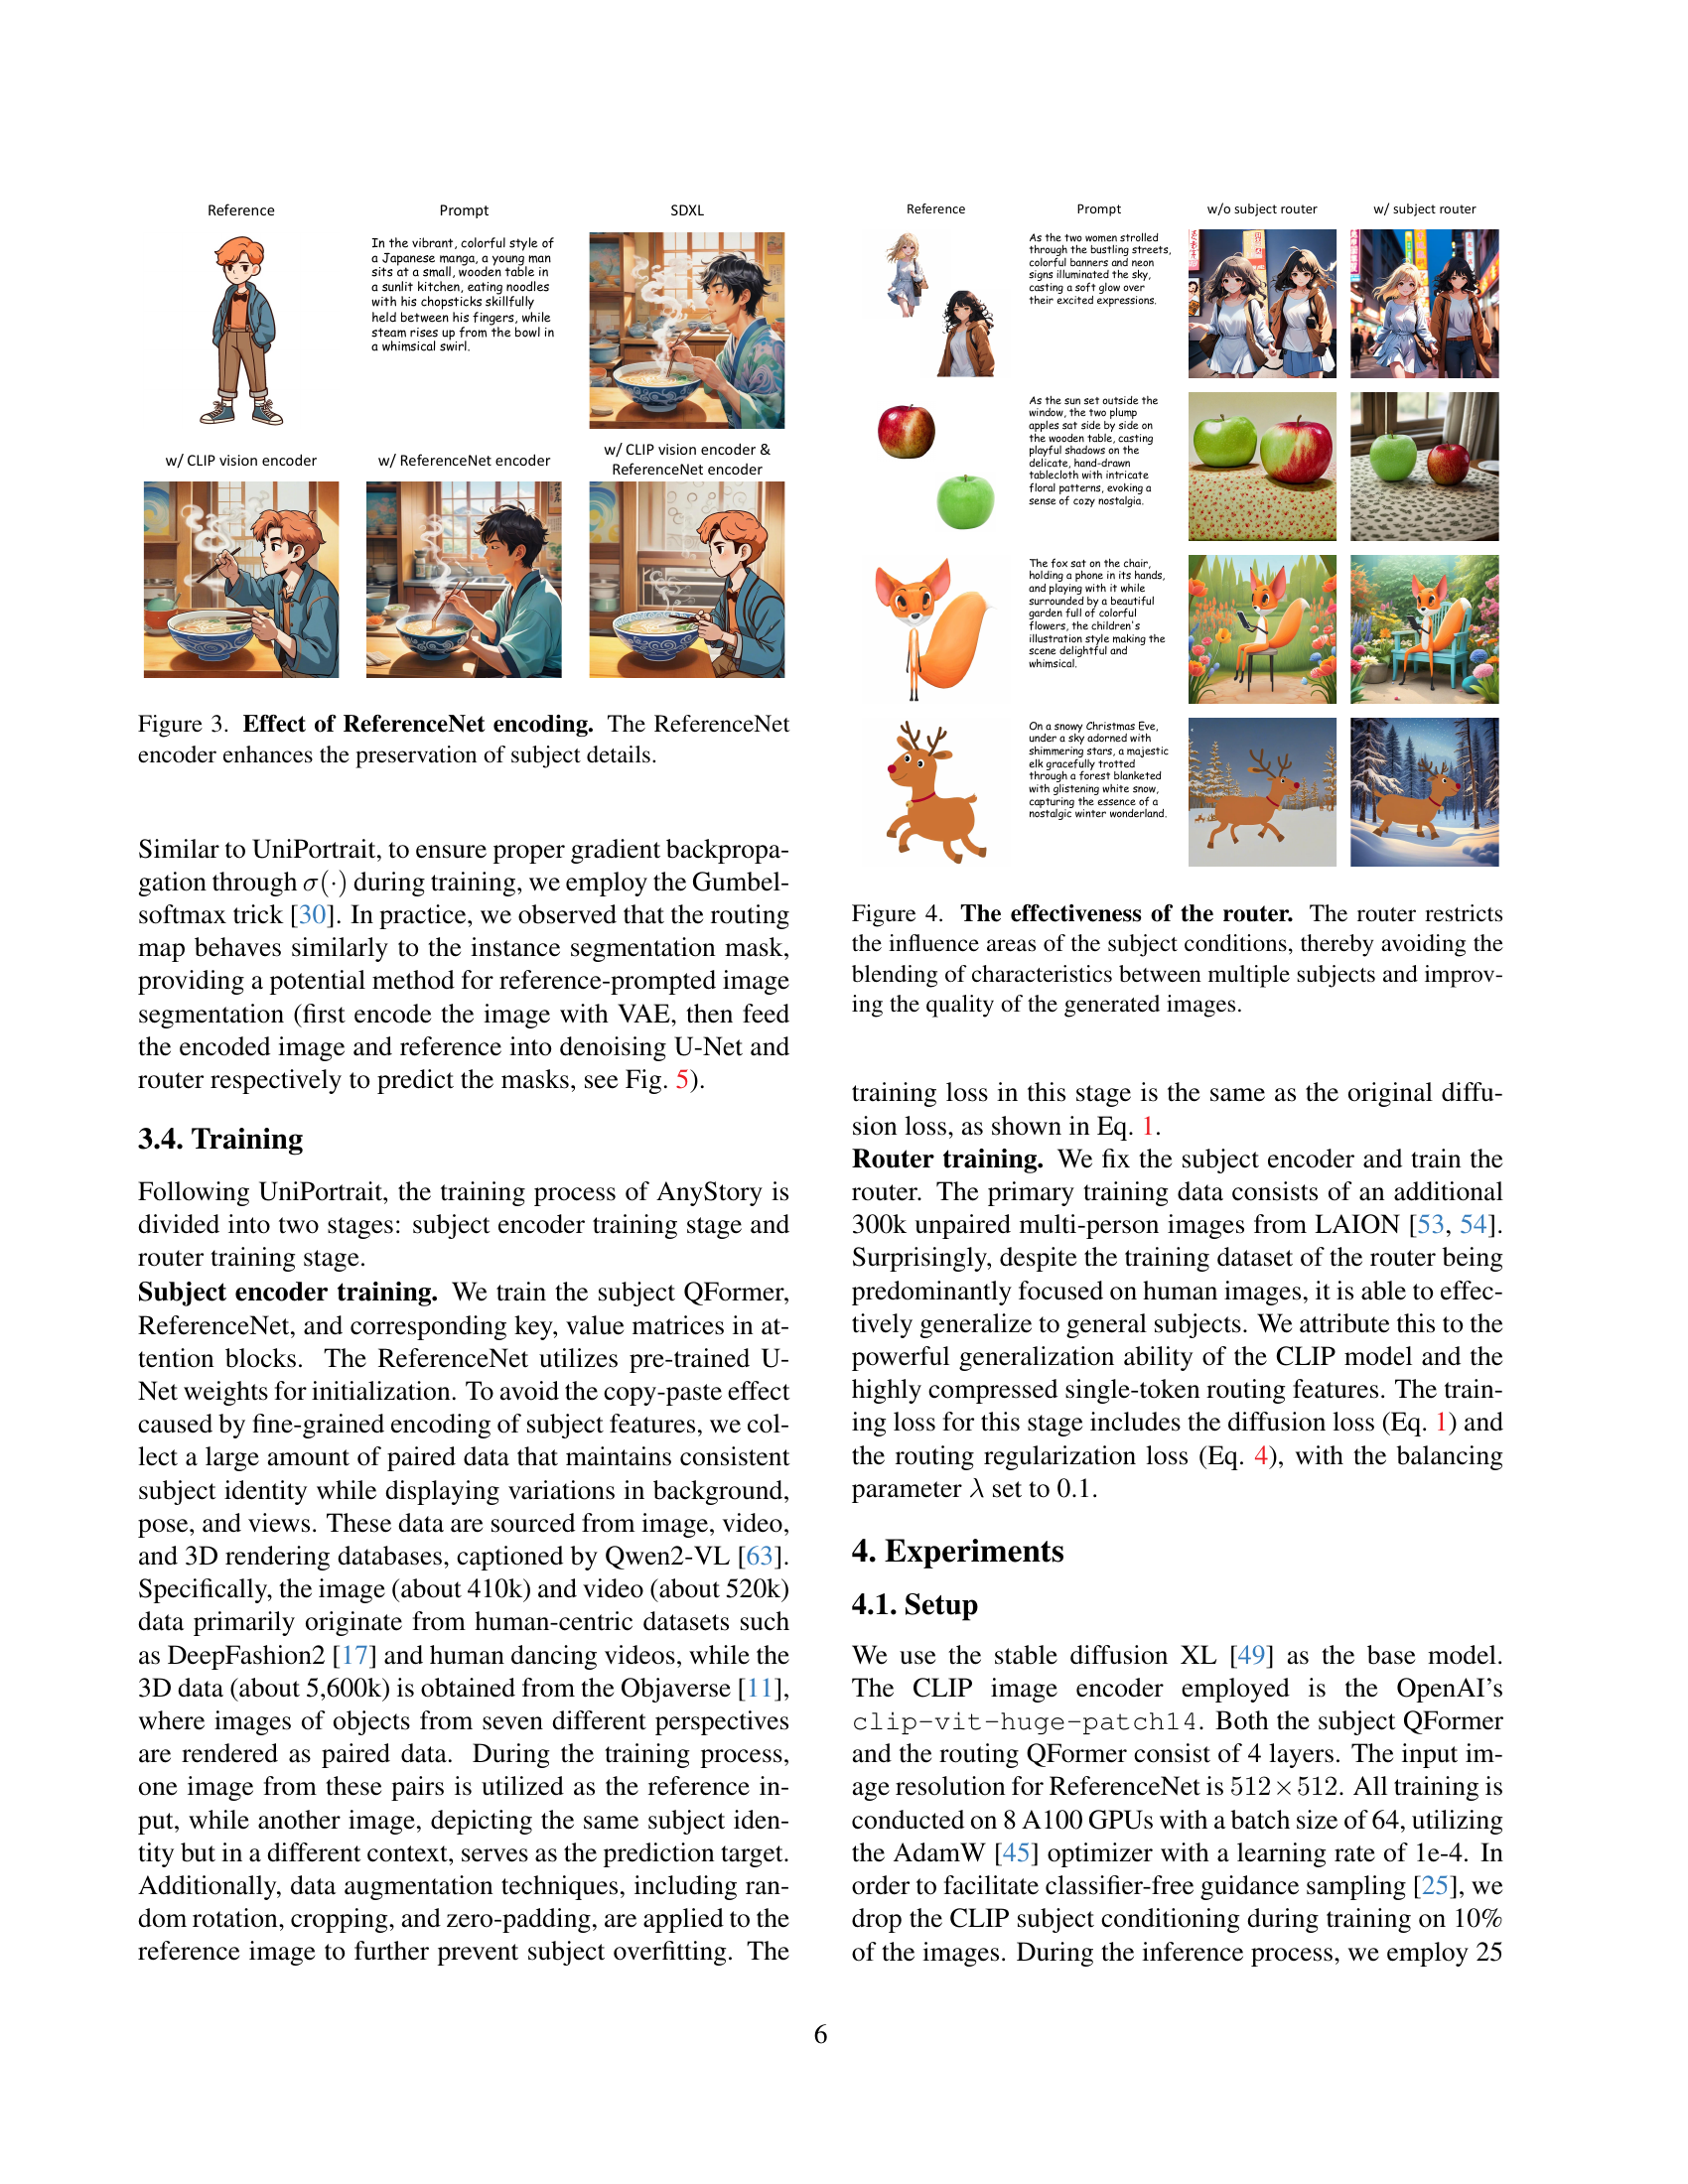 Reference
Prompt
SDXL
In the vibrant, colorful style of
a Japanese manga, a young man
sits at a small, wooden table in
a sunlit kitchen, eating noodles
with his chopsticks skillfully
held between his fingers, while
steam rises up from the bowl in
a whimsical swirl.
w/ CLIP vision encoder
w/ ReferenceNet encoder
w/ CLIP vision encoder &
ReferenceNet encoder
Figure 3. Effect of ReferenceNet encoding. The ReferenceNet
encoder enhances the preservation of subject details.
Similar to UniPortrait, to ensure proper gradient backpropa-
gation through σ(·) during training, we employ the Gumbel-
softmax trick [30]. In practice, we observed that the routing
map behaves similarly to the instance segmentation mask,
providing a potential method for reference-prompted image
segmentation (first encode the image with VAE, then feed
the encoded image and reference into denoising U-Net and
router respectively to predict the masks, see Fig. 5).
3.4. Training
Following UniPortrait, the training process of AnyStory is
divided into two stages: subject encoder training stage and
router training stage.
Subject encoder training. We train the subject QFormer,
ReferenceNet, and corresponding key, value matrices in at-
tention blocks. The ReferenceNet utilizes pre-trained U-
Net weights for initialization. To avoid the copy-paste effect
caused by fine-grained encoding of subject features, we col-
lect a large amount of paired data that maintains consistent
subject identity while displaying variations in background,
pose, and views. These data are sourced from image, video,
and 3D rendering databases, captioned by Qwen2-VL [63].
Specifically, the image (about 410k) and video (about 520k)
data primarily originate from human-centric datasets such
as DeepFashion2 [17] and human dancing videos, while the
3D data (about 5,600k) is obtained from the Objaverse [11],
where images of objects from seven different perspectives
are rendered as paired data. During the training process,
one image from these pairs is utilized as the reference in-
put, while another image, depicting the same subject iden-
tity but in a different context, serves as the prediction target.
Additionally, data augmentation techniques, including ran-
dom rotation, cropping, and zero-padding, are applied to the
reference image to further prevent subject overfitting. The
Reference
Prompt
w/o subject router
w/ subject router
As the two women strolled
through the bustling streets,
colorful banners and neon
signs illuminated the sky,
casting a soft glow over
their excited expressions.
As the sun set outside the
window, the two plump
apples sat side by side on
the wooden table, casting
playful shadows on the
delicate, hand-drawn
tablecloth with intricate
floral patterns, evoking a
sense of cozy nostalgia.
The fox sat on the chair,
holding a phone in its hands,
and playing with it while
surrounded by a beautiful
garden full of colorful
flowers, the children's
illustration style making the
scene delightful and
whimsical.
On a snowy Christmas Eve,
under a sky adorned with
shimmering stars, a majestic
elk gracefully trotted
through a forest blanketed
with glistening white snow,
capturing the essence of a
nostalgic winter wonderland.
Figure 4. The effectiveness of the router. The router restricts
the influence areas of the subject conditions, thereby avoiding the
blending of characteristics between multiple subjects and improv-
ing the quality of the generated images.
training loss in this stage is the same as the original diffu-
sion loss, as shown in Eq. 1.
Router training. We fix the subject encoder and train the
router. The primary training data consists of an additional
300k unpaired multi-person images from LAION [53, 54].
Surprisingly, despite the training dataset of the router being
predominantly focused on human images, it is able to effec-
tively generalize to general subjects. We attribute this to the
powerful generalization ability of the CLIP model and the
highly compressed single-token routing features. The train-
ing loss for this stage includes the diffusion loss (Eq. 1) and
the routing regularization loss (Eq. 4), with the balancing
parameter λ set to 0.1.
4. Experiments
4.1. Setup
We use the stable diffusion XL [49] as the base model.
The CLIP image encoder employed is the OpenAI's
clip-vit-huge-patch14. Both the subject QFormer
and the routing QFormer consist of 4 layers. The input im-
age resolution for ReferenceNet is 512×512. All training is
conducted on 8 A100 GPUs with a batch size of 64, utilizing
the AdamW [45] optimizer with a learning rate of 1e-4. In
order to facilitate classifier-free guidance sampling [25], we
drop the CLIP subject conditioning during training on 10%
of the images. During the inference process, we employ 25
6